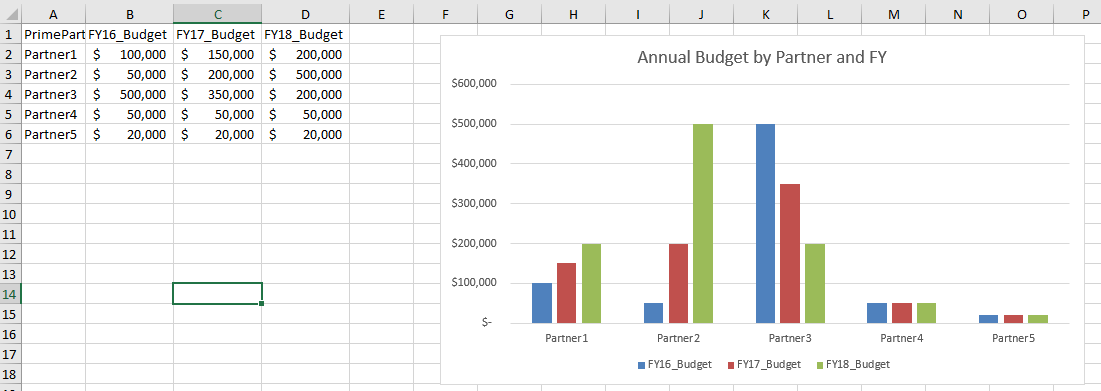 A B C D E F G H I J K L M N O P
1 PrimePart FY16_Budget FY17_Budget FY18_Budget
2 Partner1 $ 100,000 $ 150,000 $ 200,000
3 Partner2 $ 50,000 $ 200,000 $ 500,000
4 Partner3 $ 500,000 $ 350,000 $ 200,000
5 Partner4 $ 50,000 $ 50,000 $ 50,000
6 Partner5 $ 20,000 $ 20,000 $ 20,000
7
8
9
10
11
12
13
14
15
16
17
18
Annual Budget by Partner and FY
$600,000
$500,000
$400,000
$300,000
$200,000
$100,000
$-
Partner1 Partner2 Partner3 Partner4 Partner5
FY16_Budget FY17_Budget FY18_Budget